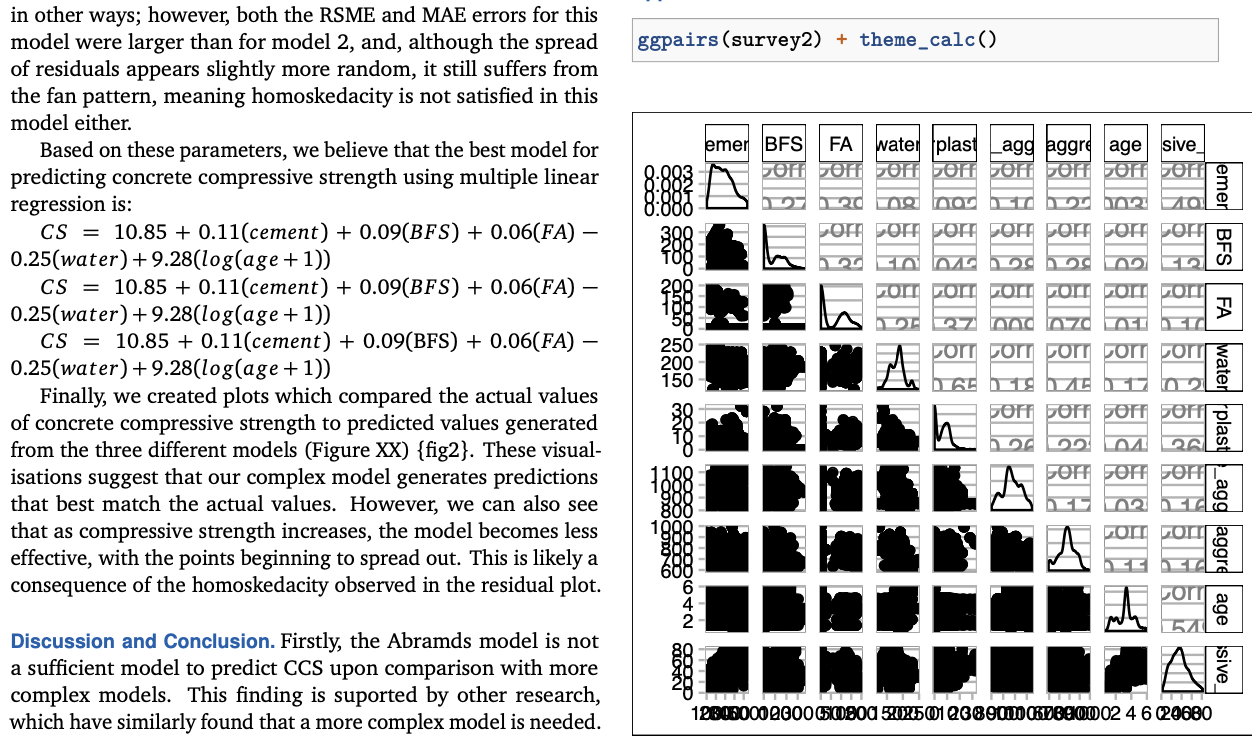 in other ways; however, both the RSME and MAE errors for this
model were larger than for model 2, and, although the spread
of residuals appears slightly more random, it still suffers from
the fan pattern, meaning homoskedacity is not satisfied in this
model either.
Based on these parameters, we believe that the best model for
predicting concrete compressive strength using multiple linear
regression is:
CS = 10.85 + 0.11(cement) + 0.09(BFS) + 0.06(FA) −
0.25(water) + 9.28(log(age + 1))
CS = 10.85 + 0.11(cement) + 0.09(BFS) + 0.06(FA) −
0.25(water) + 9.28(log(age + 1))
CS = 10.85 + 0.11(cement) + 0.09(BFS) + 0.06(FA) −
0.25(water) + 9.28(log(age + 1))
Finally, we created plots which compared the actual values
of concrete compressive strength to predicted values generated
from the three different models (Figure XX) {fig2}. These visual-
isations suggest that our complex model generates predictions
that best match the actual values. However, we can also see
that as compressive strength increases, the model becomes less
effective, with the points beginning to spread out. This is likely a
consequence of the homoskedacity observed in the residual plot.
Discussion and Conclusion. Firstly, the Abramds model is not
a sufficient model to predict CCS upon comparison with more
complex models. This finding is suported by other research,
which have similarly found that a more complex model is needed.
ggpairs(survey2) + theme_calc()
emer BFS FA water rplast _agg aggre age sive_
0.003
0.002
0.001
0.000
emer
300
200
100
0
BFS
200
150
50
0
FA
250
200
150
water
30
20
10
0
rplast
1100
1000
900
800
_agg
1000
900
800
700
600
aggre
6
4
2
age
80
60
40
20
0
sive_
2 4 6